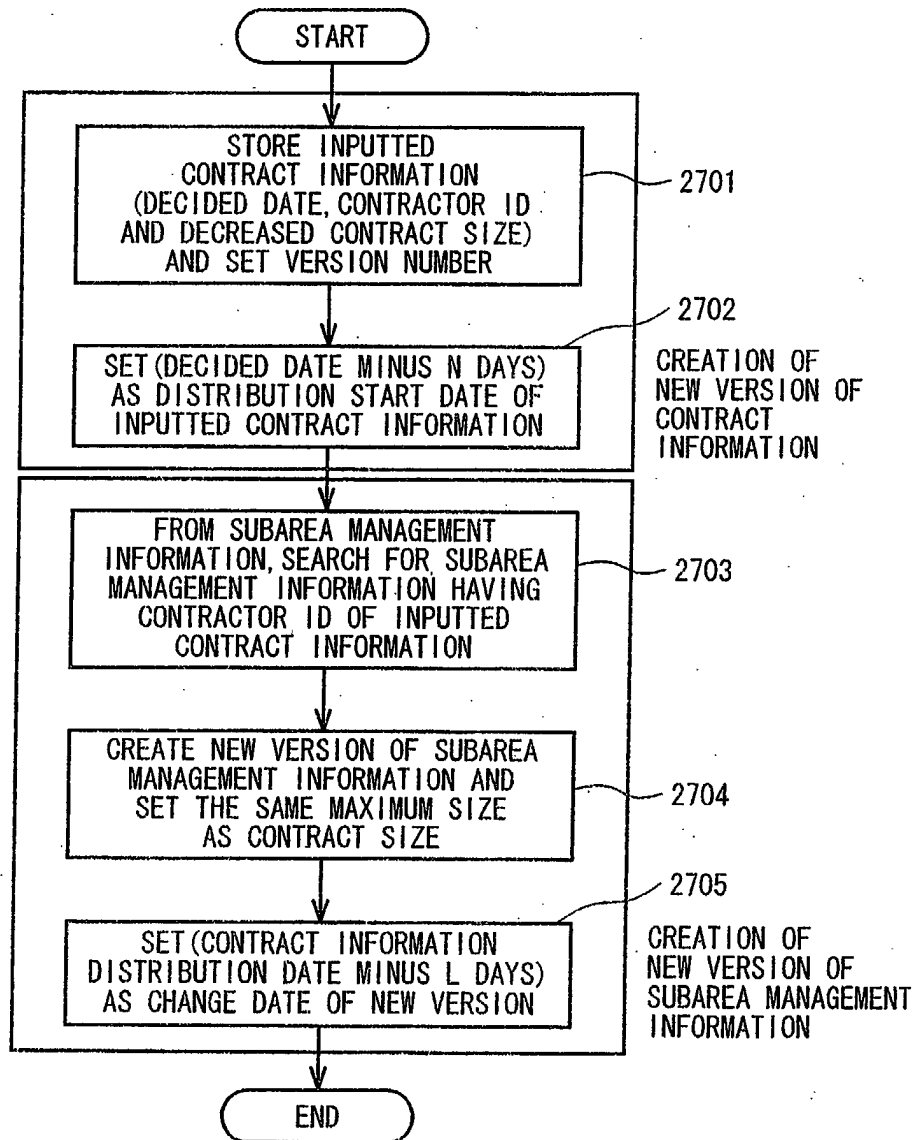 START
STORE INPUTTED
CONTRACT INFORMATION
(DECIDED DATE, CONTRACTOR ID
AND DECREASED CONTRACT SIZE)
AND SET VERSION NUMBER
2701
2702
SET (DECIDED DATE MINUS N DAYS)
AS DISTRIBUTION START DATE OF
INPUTTED CONTRACT INFORMATION
CREATION OF
NEW VERSION OF
CONTRACT
INFORMATION
FROM SUBAREA MANAGEMENT
INFORMATION, SEARCH FOR SUBAREA
MANAGEMENT INFORMATION HAVING
CONTRACTOR ID OF INPUTTED
CONTRACT INFORMATION
2703
CREATE NEW VERSION OF SUBAREA
MANAGEMENT INFORMATION AND
SET THE SAME MAXIMUM SIZE
AS CONTRACT SIZE
2704
2705
SET (CONTRACT INFORMATION
DISTRIBUTION DATE MINUS L DAYS)
AS CHANGE DATE OF NEW VERSION
CREATION OF
NEW VERSION OF
SUBAREA MANAGEMENT
INFORMATION
END